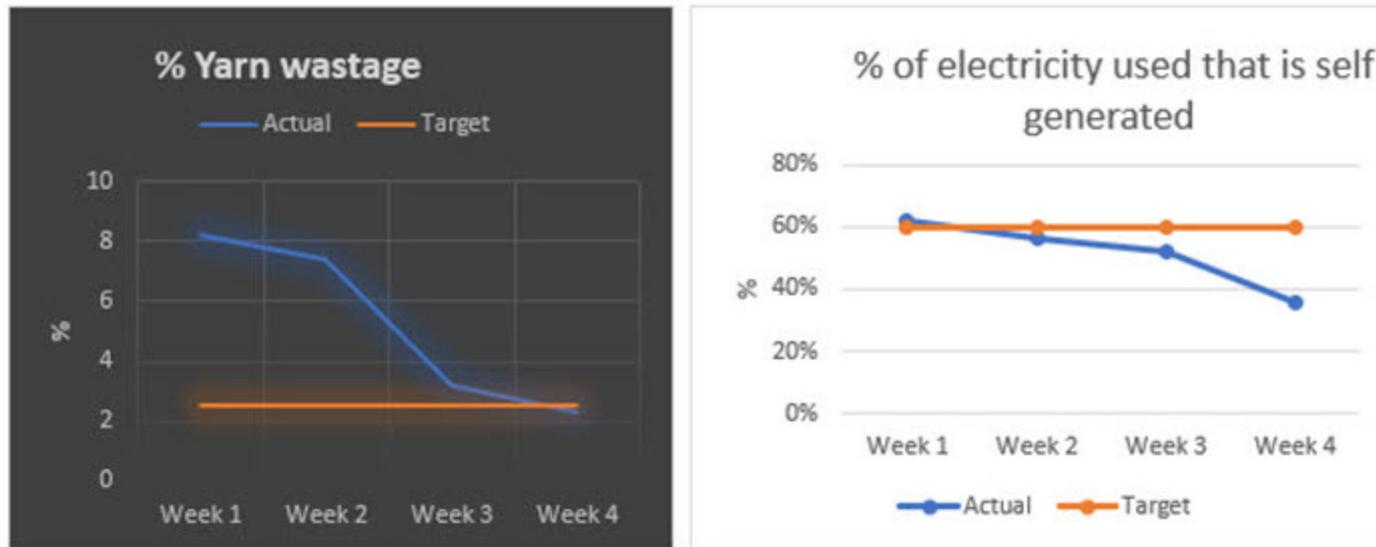 % Yarn wastage
Actual Target
10
8
6
4
2
0
%
Week 1 Week 2 Week 3 Week 4
% of electricity used that is self
generated
80%
60%
40%
20%
0%
%
Week 1 Week 2 Week 3 Week 4
Actual Target